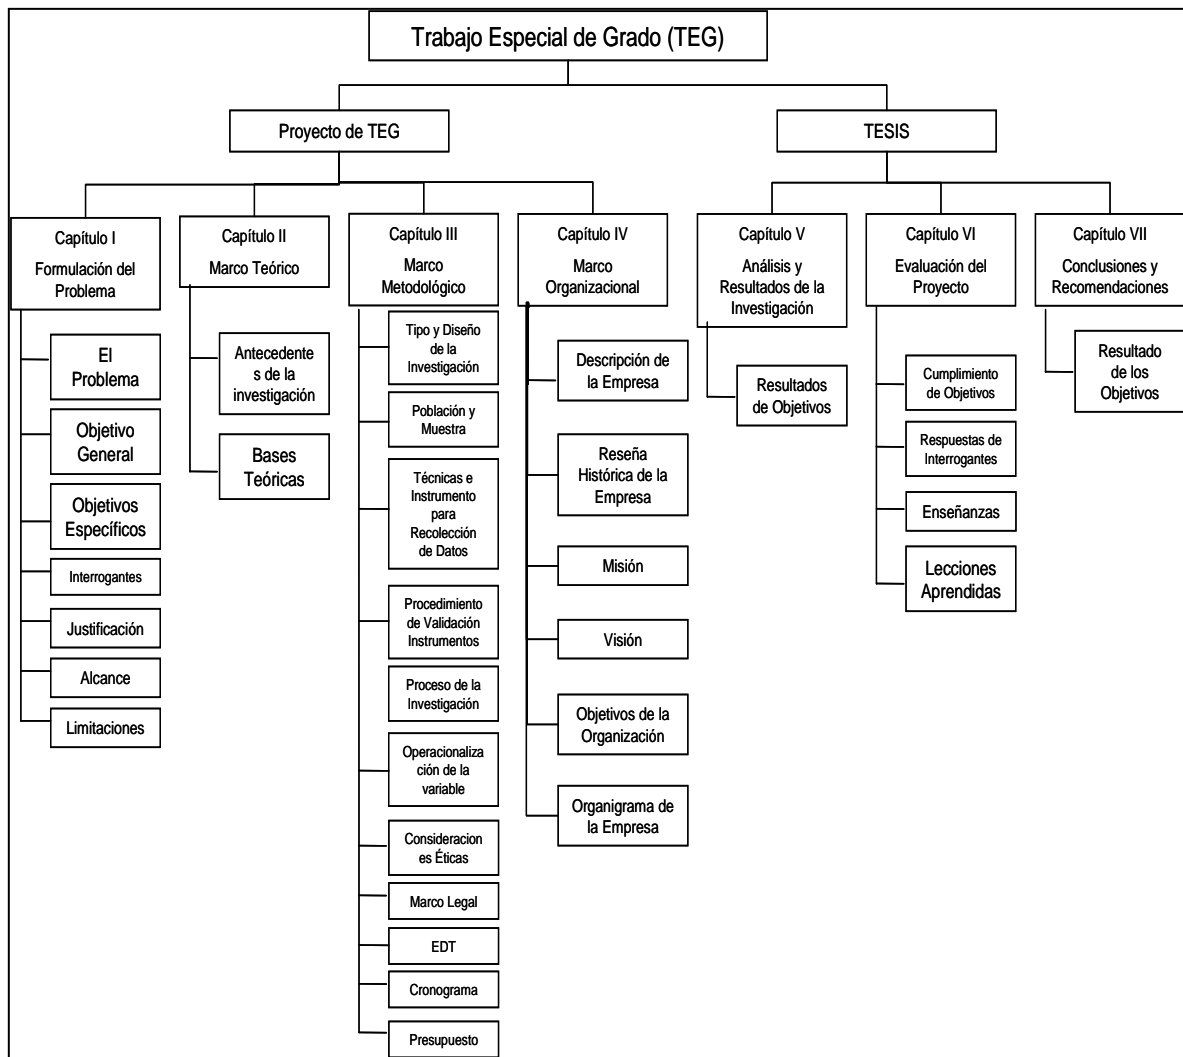 Trabajo Especial de Grado (TEG)
Proyecto de TEG
TESIS
Capítulo I
Formulación del
Problema
El
Problema
Objetivo
General
Objetivos
Específicos
Interrogantes
Justificación
Alcance
Limitaciones
Capítulo II
Marco Teórico
Antecedente
s de la
investigación
Bases
Teóricas
Capítulo III
Marco
Metodológico
Tipo y Diseño
de la
Investigación
Población y
Muestra
Técnicas e
Instrumento
para
Recolección
de Datos
Procedimiento
de Validación
Instrumentos
Proceso de la
Investigación
Operacionaliza
ción de la
variable
Consideracion
es Éticas
Marco Legal
EDT
Cronograma
Presupuesto
Capítulo IV
Marco
Organizacional
Descripción de
la Empresa
Reseña
Histórica de la
Empresa
Misión
Visión
Objetivos de la
Organización
Organigrama de
la Empresa
Capítulo V
Análisis y
Resultados de la
Investigación
Resultados
de Objetivos
Capítulo VI
Evaluación del
Proyecto
Cumplimiento
de Objetivos
Respuestas de
Interrogantes
Enseñanzas
Lecciones
Aprendidas
Capítulo VII
Conclusiones y
Recomendaciones
Resultado
de los
Objetivos